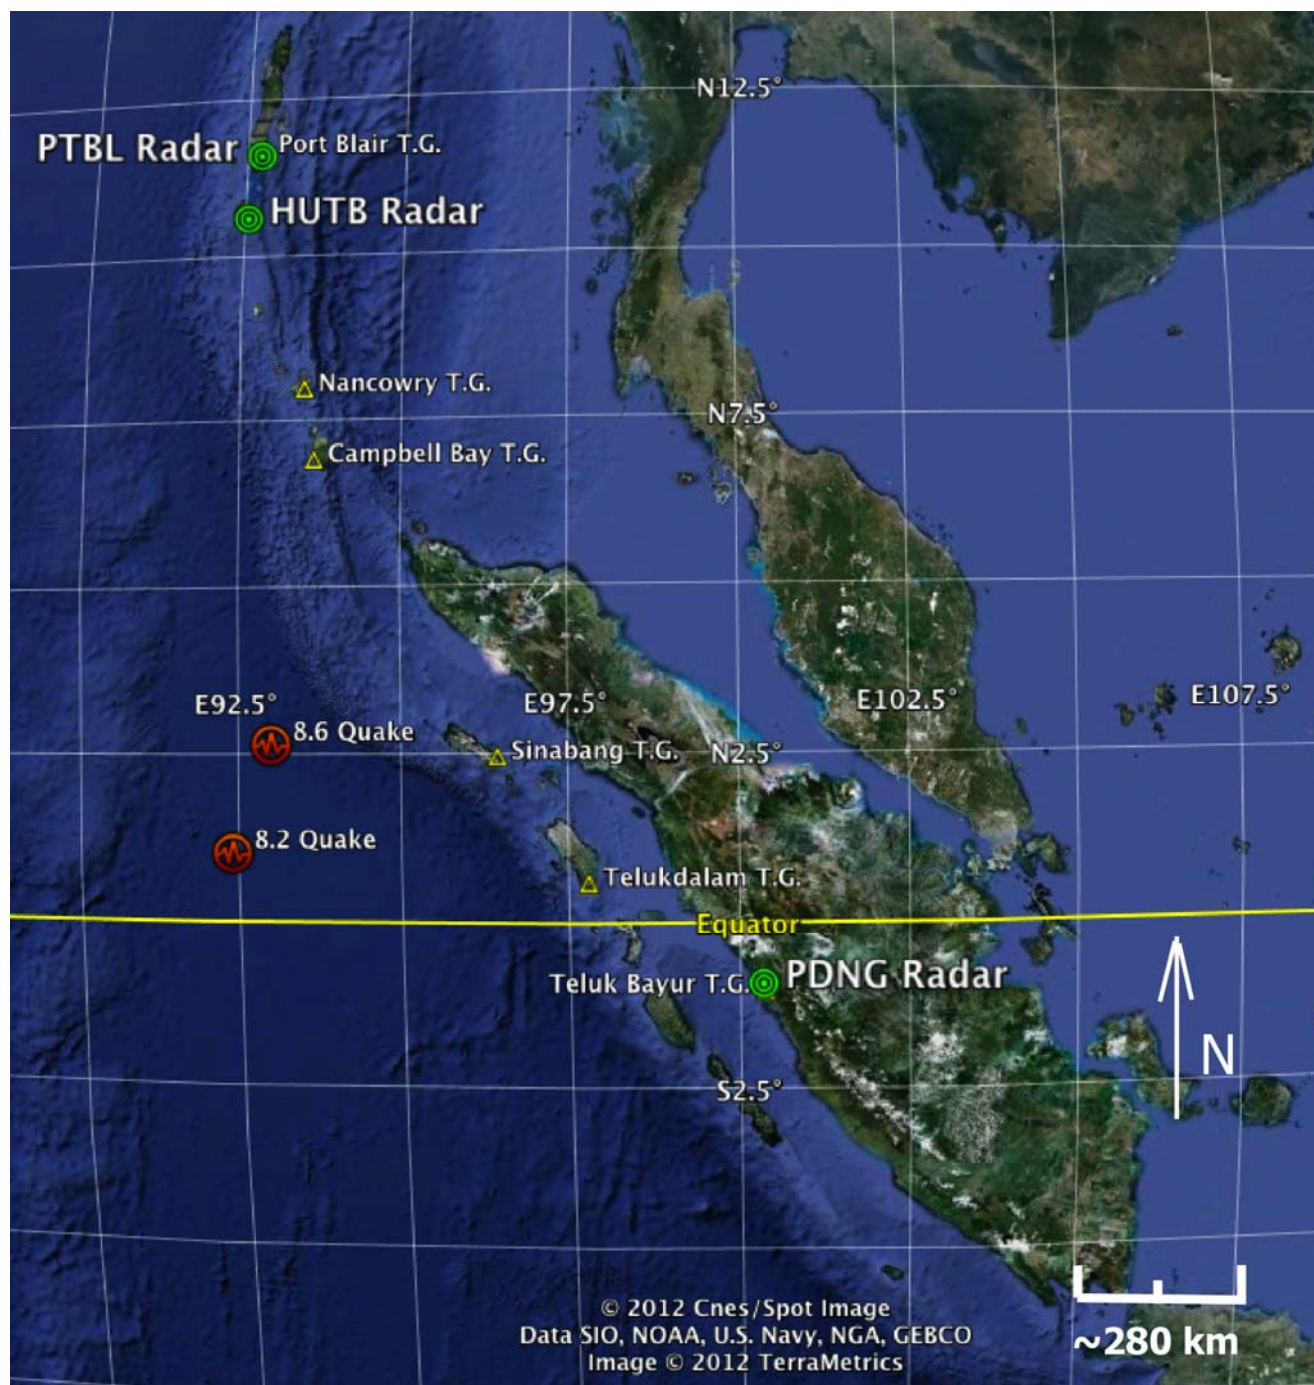 N12.5°
PTBL Radar
Port Blair T.G.
HUTB Radar
Nancowry T.G.
N7.5°
Campbell Bay T.G.
E92.5°
E97.5°
E102.5°
E107.5°
8.6 Quake
Sinabang T.G.
N2.5°
8.2 Quake
Telukdalam T.G.
Equator
Teluk Bayur T.G.
PDNG Radar
N
S2.5°
© 2012 Cnes/Spot Image
Data SIO, NOAA, U.S. Navy, NGA, GEBCO
Image © 2012 TerraMetrics
~280 km